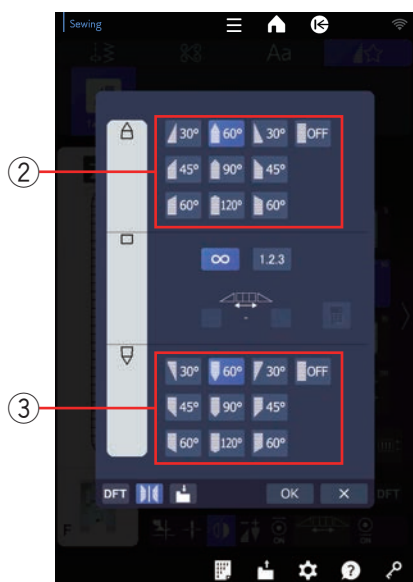 Sewing
Aa
30° 60° 30° OFF
② 45° 90° 45°
60° 120° 60°
∞ 1.2.3
-
30° 60° 30° OFF
③ 45° 90° 45°
60° 120° 60°
DFT OK X
F DFT
?